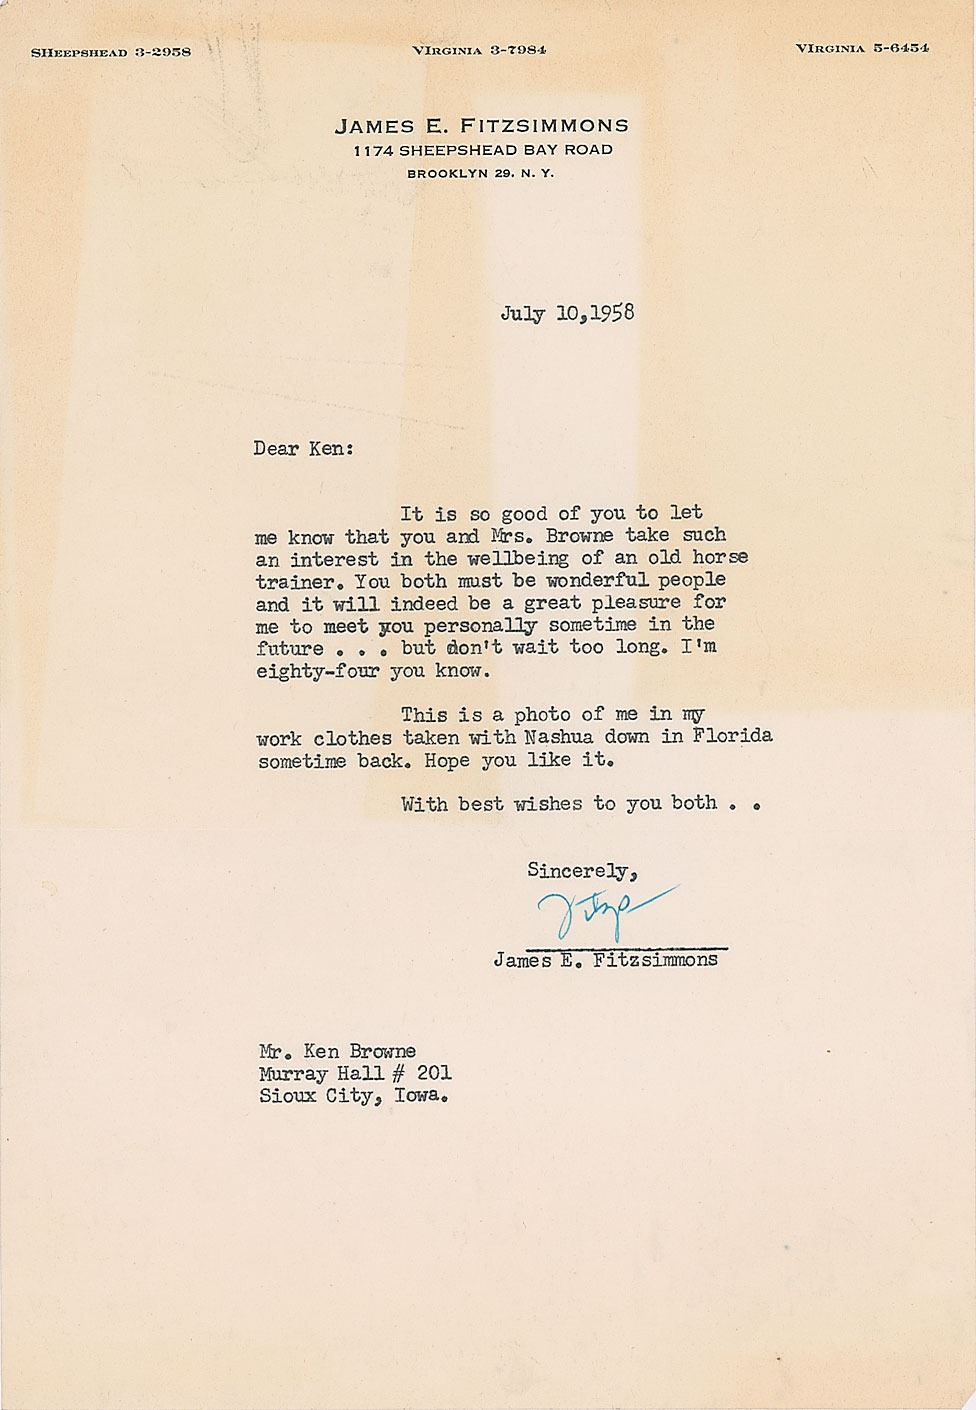 SHEEPSHEAD 3-2958 VIRGINIA 3-7984 VIRGINIA 5-6454
JAMES E. FITZSIMMONS
1174 SHEEPSHEAD BAY ROAD
BROOKLYN 29, N. Y.
July 10,1958
Dear Ken:
It is so good of you to let
me know that you and Mrs. Browne take such
an interest in the wellbeing of an old horse
trainer. You both must be wonderful people
and it will indeed be a great pleasure for
me to meet you personally sometime in the
future . . . but don't wait too long. I'm
eighty-four you know.
This is a photo of me in my
work clothes taken with Nashua down in Florida
sometime back. Hope you like it.
With best wishes to you both . .
Sincerely,
Fitz
James E. Fitzsimmons
Mr. Ken Browne
Murray Hall # 201
Sioux City, Iowa.